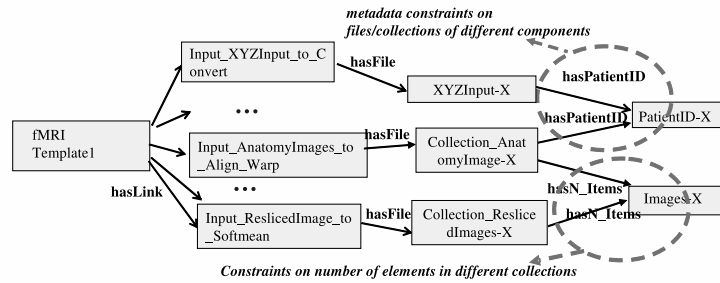 metadata constraints on
files/collections of different components
Input_XYZInput_to_C
onvert
hasFile
hasPatientID
XYZInput-X
...
hasPatientID
PatientID-X
fMRI
Template1
Input_AnatomyImages_to
_Align_Warp
hasFile
Collection_Anat
omyImage-X
...
hasLink
hasN_Items
Images-X
Input_ReslicedImage_to
_Softmean
hasFile
Collection_Reslice
dImages-X
hasN_Items
Constraints on number of elements in different collections